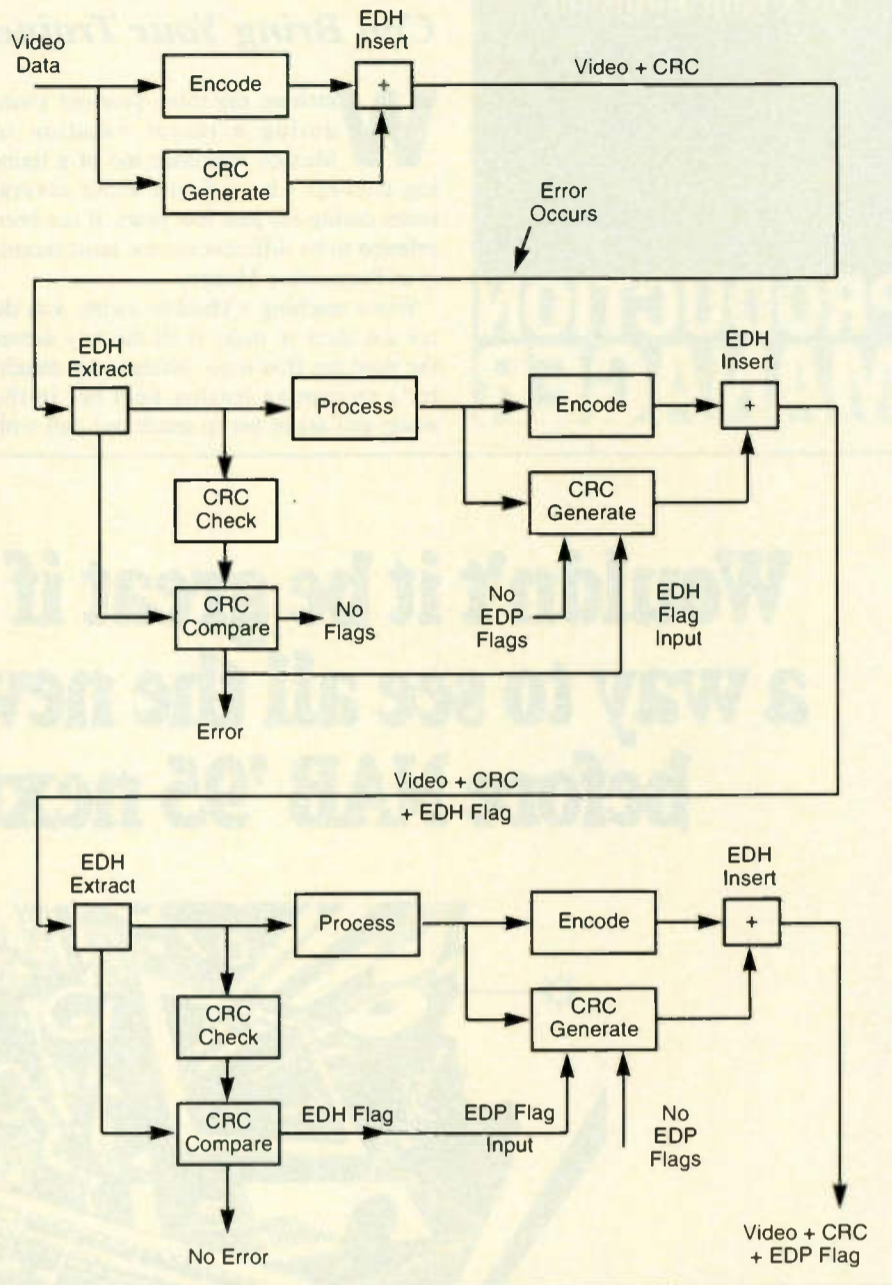 Video
Data
Encode
EDH
Insert
+
Video + CRC
CRC
Generate
Error
Occurs
EDH
Extract
Process
Encode
EDH
Insert
+
CRC
Check
CRC
Generate
CRC
Compare
No
Flags
No
EDP
Flags
EDH
Flag
Input
Error
Video + CRC
+ EDH Flag
EDH
Extract
Process
Encode
EDH
Insert
+
CRC
Check
CRC
Generate
CRC
Compare
EDH Flag
EDP Flag
Input
No
EDP
Flags
No Error
Video + CRC
+ EDP Flag